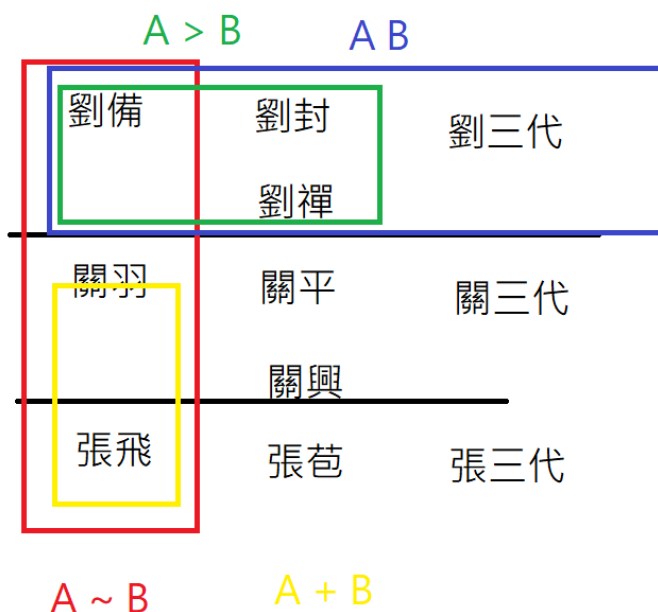 A > B A B
劉備 劉封 劉三代
劉禪
關羽 關平 關三代
關興
張飛 張苞 張三代
A ~ B A + B